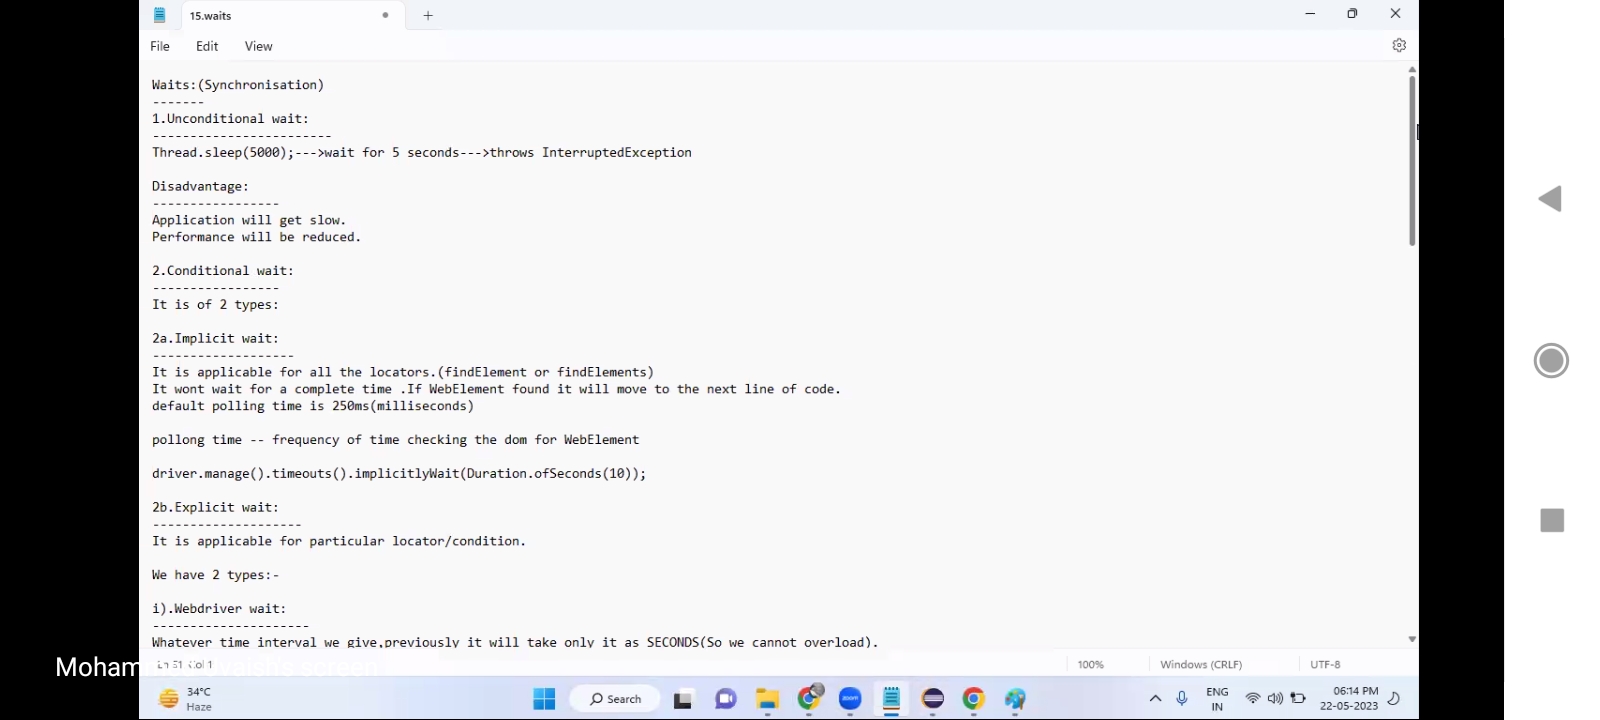 15.waits
File Edit View
Waits:(Synchronisation)
-------
1.Unconditional wait:
------------------------
Thread.sleep(5000);--->wait for 5 seconds--->throws InterruptedException
Disadvantage:
-----------------
Application will get slow.
Performance will be reduced.
2.Conditional wait:
-----------------
It is of 2 types:
2a.Implicit wait:
-------------------
It is applicable for all the locators.(findElement or findElements)
It wont wait for a complete time .If WebElement found it will move to the next line of code.
default polling time is 250ms(milliseconds)
pollong time -- frequency of time checking the dom for WebElement
driver.manage().timeouts().implicitlyWait(Duration.ofSeconds(10));
2b.Explicit wait:
--------------------
It is applicable for particular locator/condition.
We have 2 types:-
i).Webdriver wait:
---------------------
Whatever time interval we give,previously it will take only it as SECONDS(So we cannot overload).
screen
100% Windows (CRLF) UTF-8
34°C
Haze
Search
zoom
ENG
IN
06:14 PM
22-05-2023